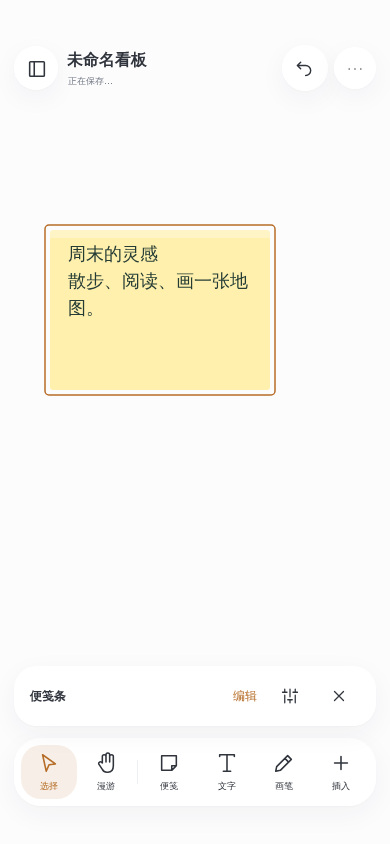 未命名看板
正在保存…
周末的灵感
散步、阅读、画一张地
图。
便笺条
编辑
选择
漫游
便笺
文字
画笔
插入